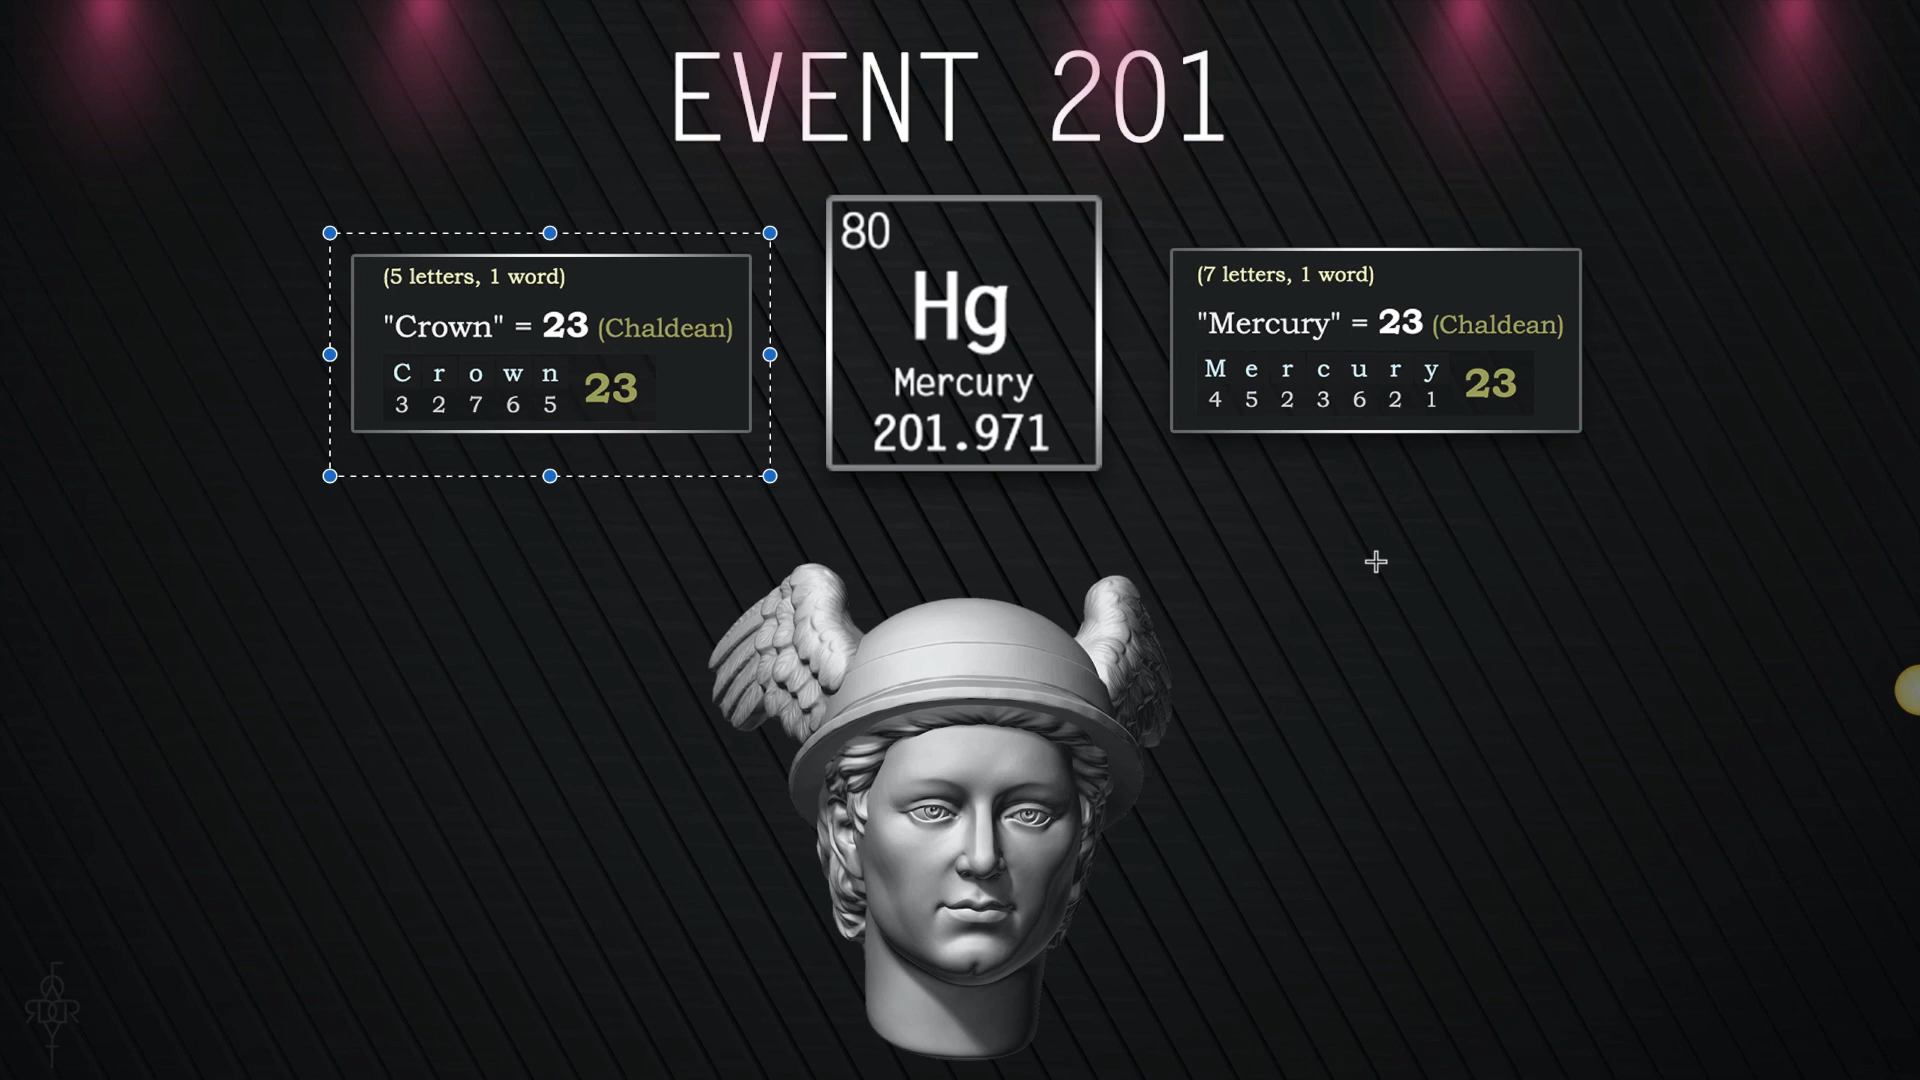 EVENT 201
(5 letters, 1 word)
"Crown" = 23 (Chaldean)
C r o w n 23
3 2 7 6 5
80
Hg
Mercury
201.971
(7 letters, 1 word)
"Mercury" = 23 (Chaldean)
M e r c u r y 23
4 5 2 3 6 2 1